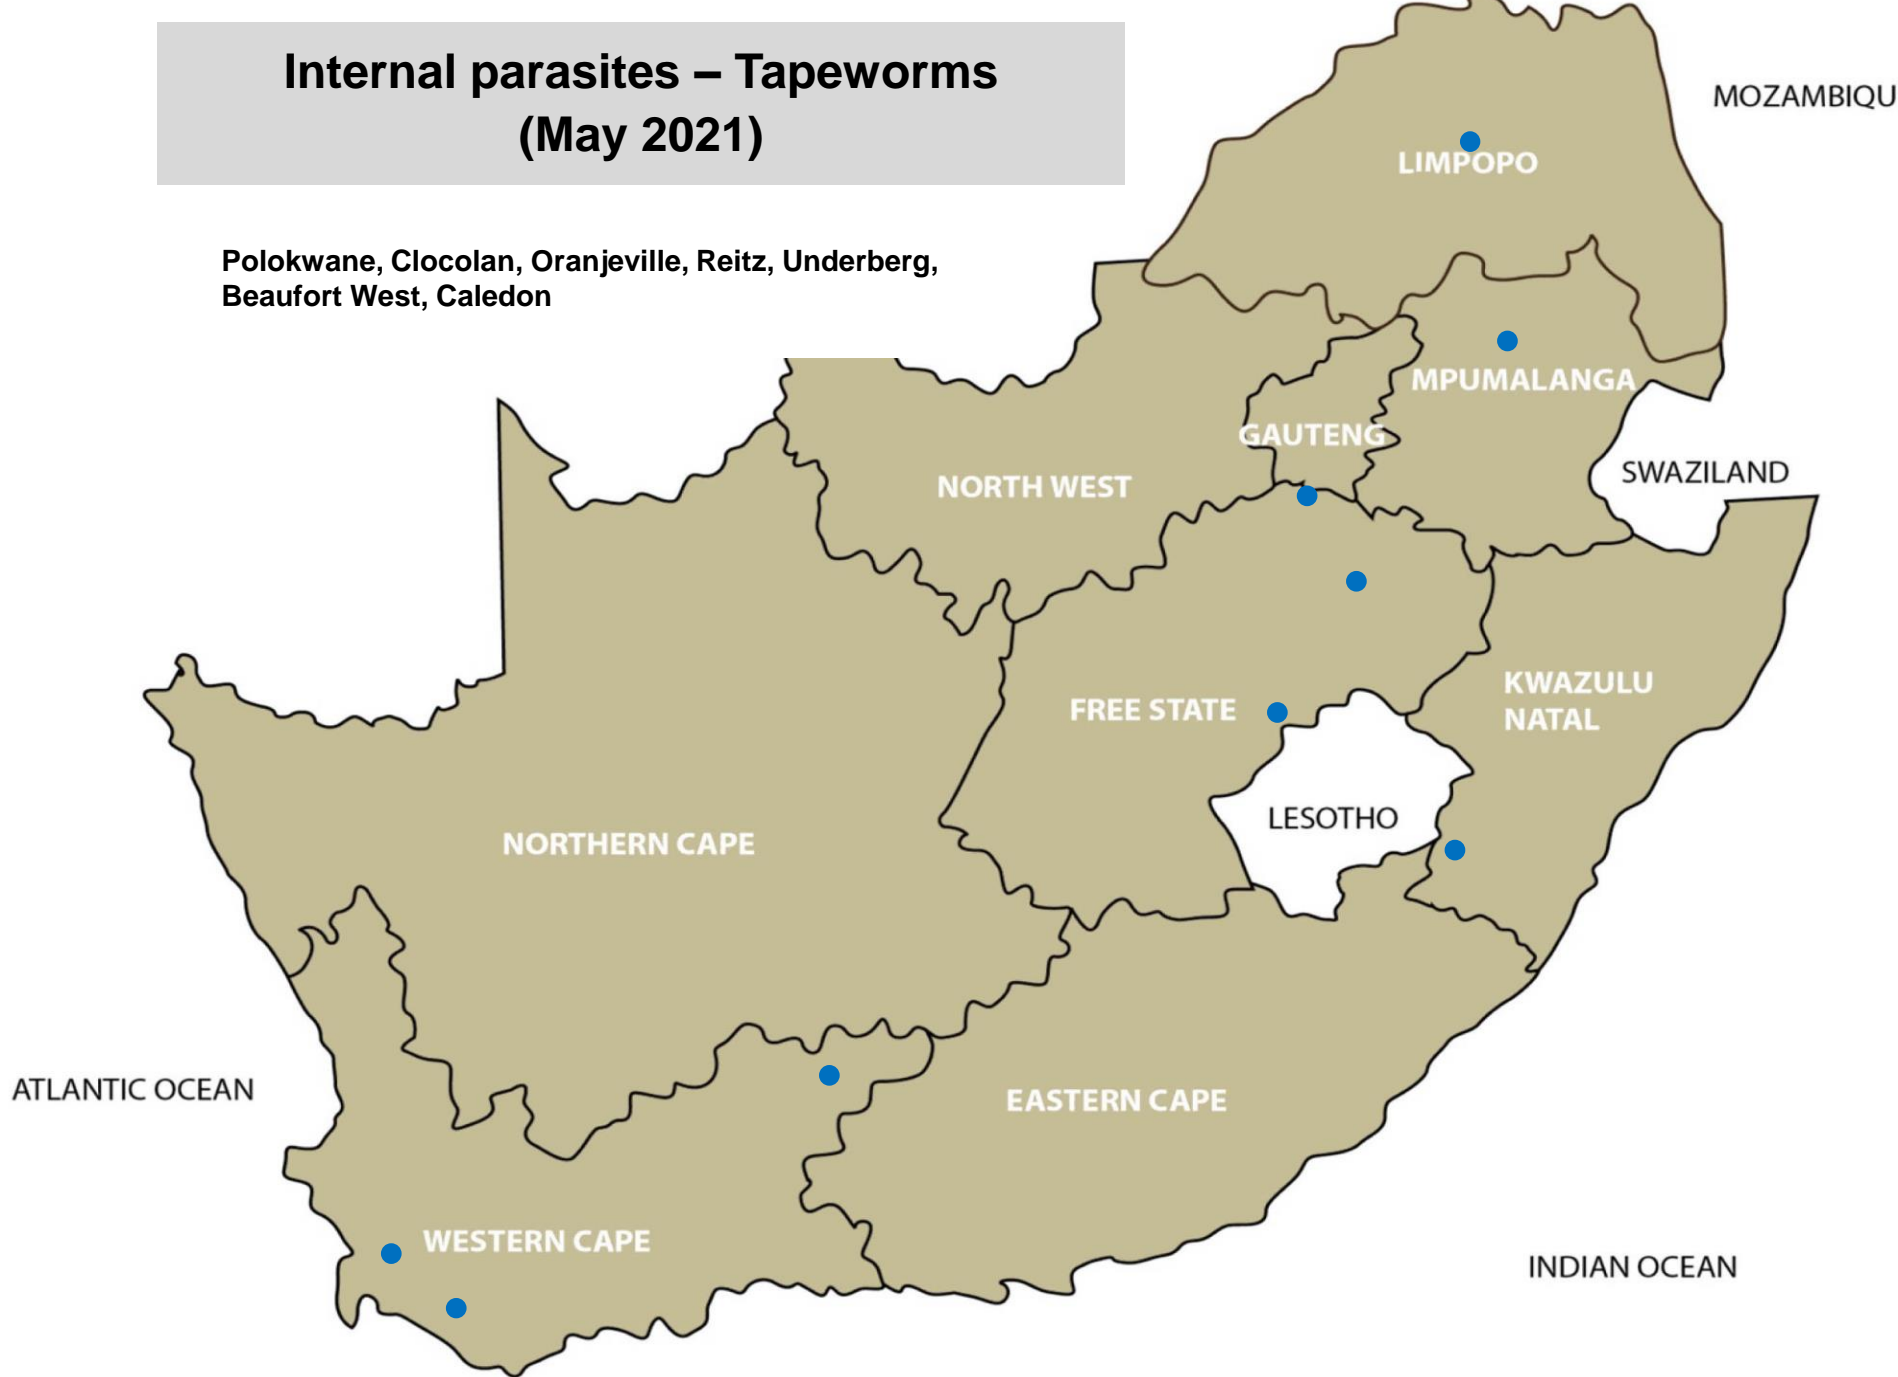 Internal parasites – Tapeworms
(May 2021)
Polokwane, Clocolan, Oranjeville, Reitz, Underberg,
Beaufort West, Caledon
MOZAMBIQU
LIMPOPO
MPUMALANGA
GAUTENG
NORTH WEST
SWAZILAND
KWAZULU
NATAL
FREE STATE
LESOTHO
NORTHERN CAPE
ATLANTIC OCEAN
EASTERN CAPE
WESTERN CAPE
INDIAN OCEAN